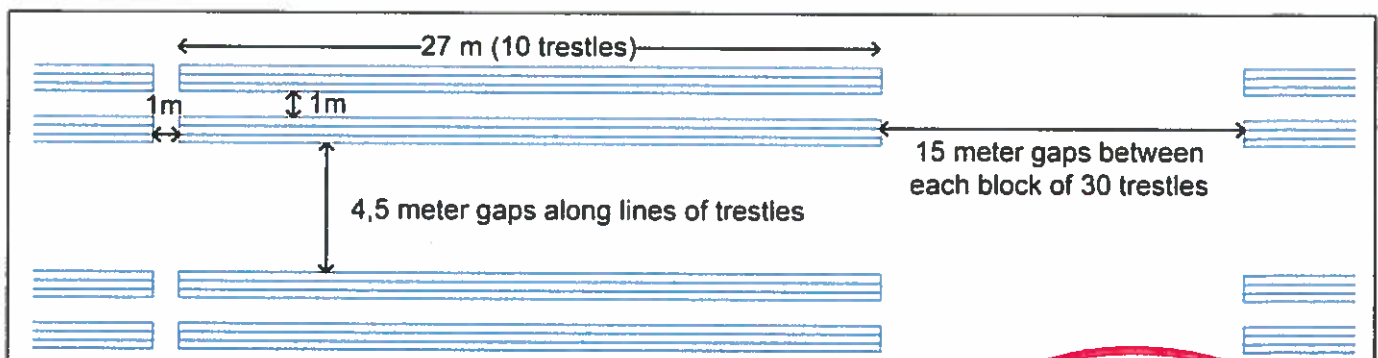 27 m (10 trestles)
1m
1m
15 meter gaps between
each block of 30 trestles
4,5 meter gaps along lines of trestles